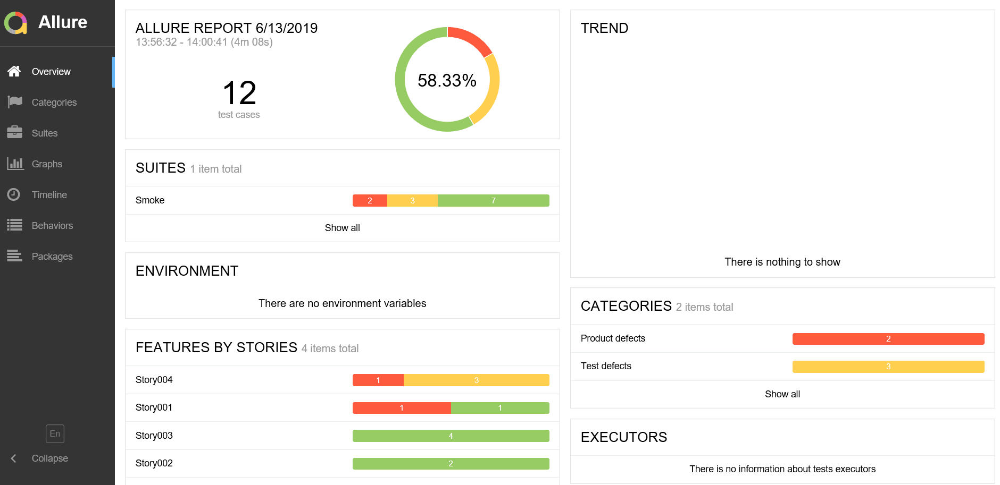 Allure
Overview
Categories
Suites
Graphs
Timeline
Behaviors
Packages
En
Collapse
ALLURE REPORT 6/13/2019
13:56:32 - 14:00:41 (4m 08s)
12
test cases
58.33%
SUITES 1 item total
Smoke 2 3 7
Show all
ENVIRONMENT
There are no environment variables
FEATURES BY STORIES 4 items total
Story004 1 3
Story001 1 1
Story003 4
Story002 2
TREND
There is nothing to show
CATEGORIES 2 items total
Product defects 2
Test defects 3
Show all
EXECUTORS
There is no information about tests executors